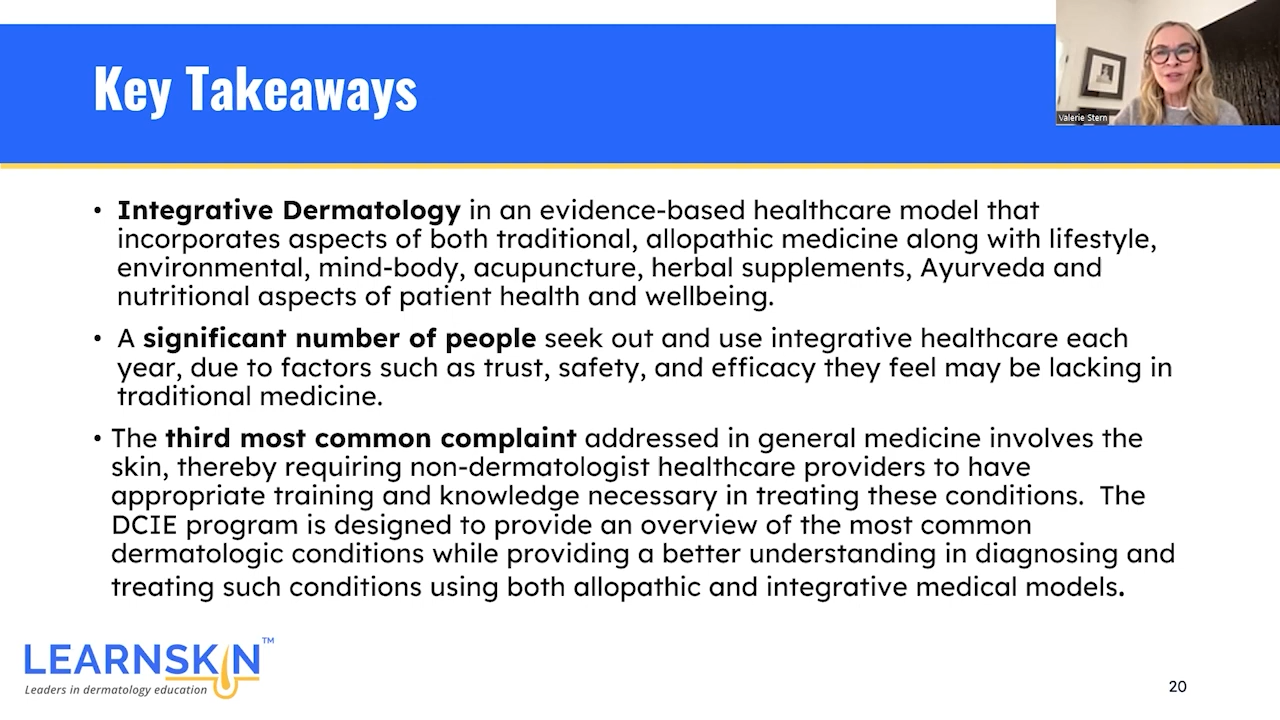 Key Takeaways
Valerie Stern
• Integrative Dermatology in an evidence-based healthcare model that
incorporates aspects of both traditional, allopathic medicine along with lifestyle,
environmental, mind-body, acupuncture, herbal supplements, Ayurveda and
nutritional aspects of patient health and wellbeing.
• A significant number of people seek out and use integrative healthcare each
year, due to factors such as trust, safety, and efficacy they feel may be lacking in
traditional medicine.
• The third most common complaint addressed in general medicine involves the
skin, thereby requiring non-dermatologist healthcare providers to have
appropriate training and knowledge necessary in treating these conditions.  The
DCIE program is designed to provide an overview of the most common
dermatologic conditions while providing a better understanding in diagnosing and
treating such conditions using both allopathic and integrative medical models.
LEARNSKIN™
Leaders in dermatology education
20